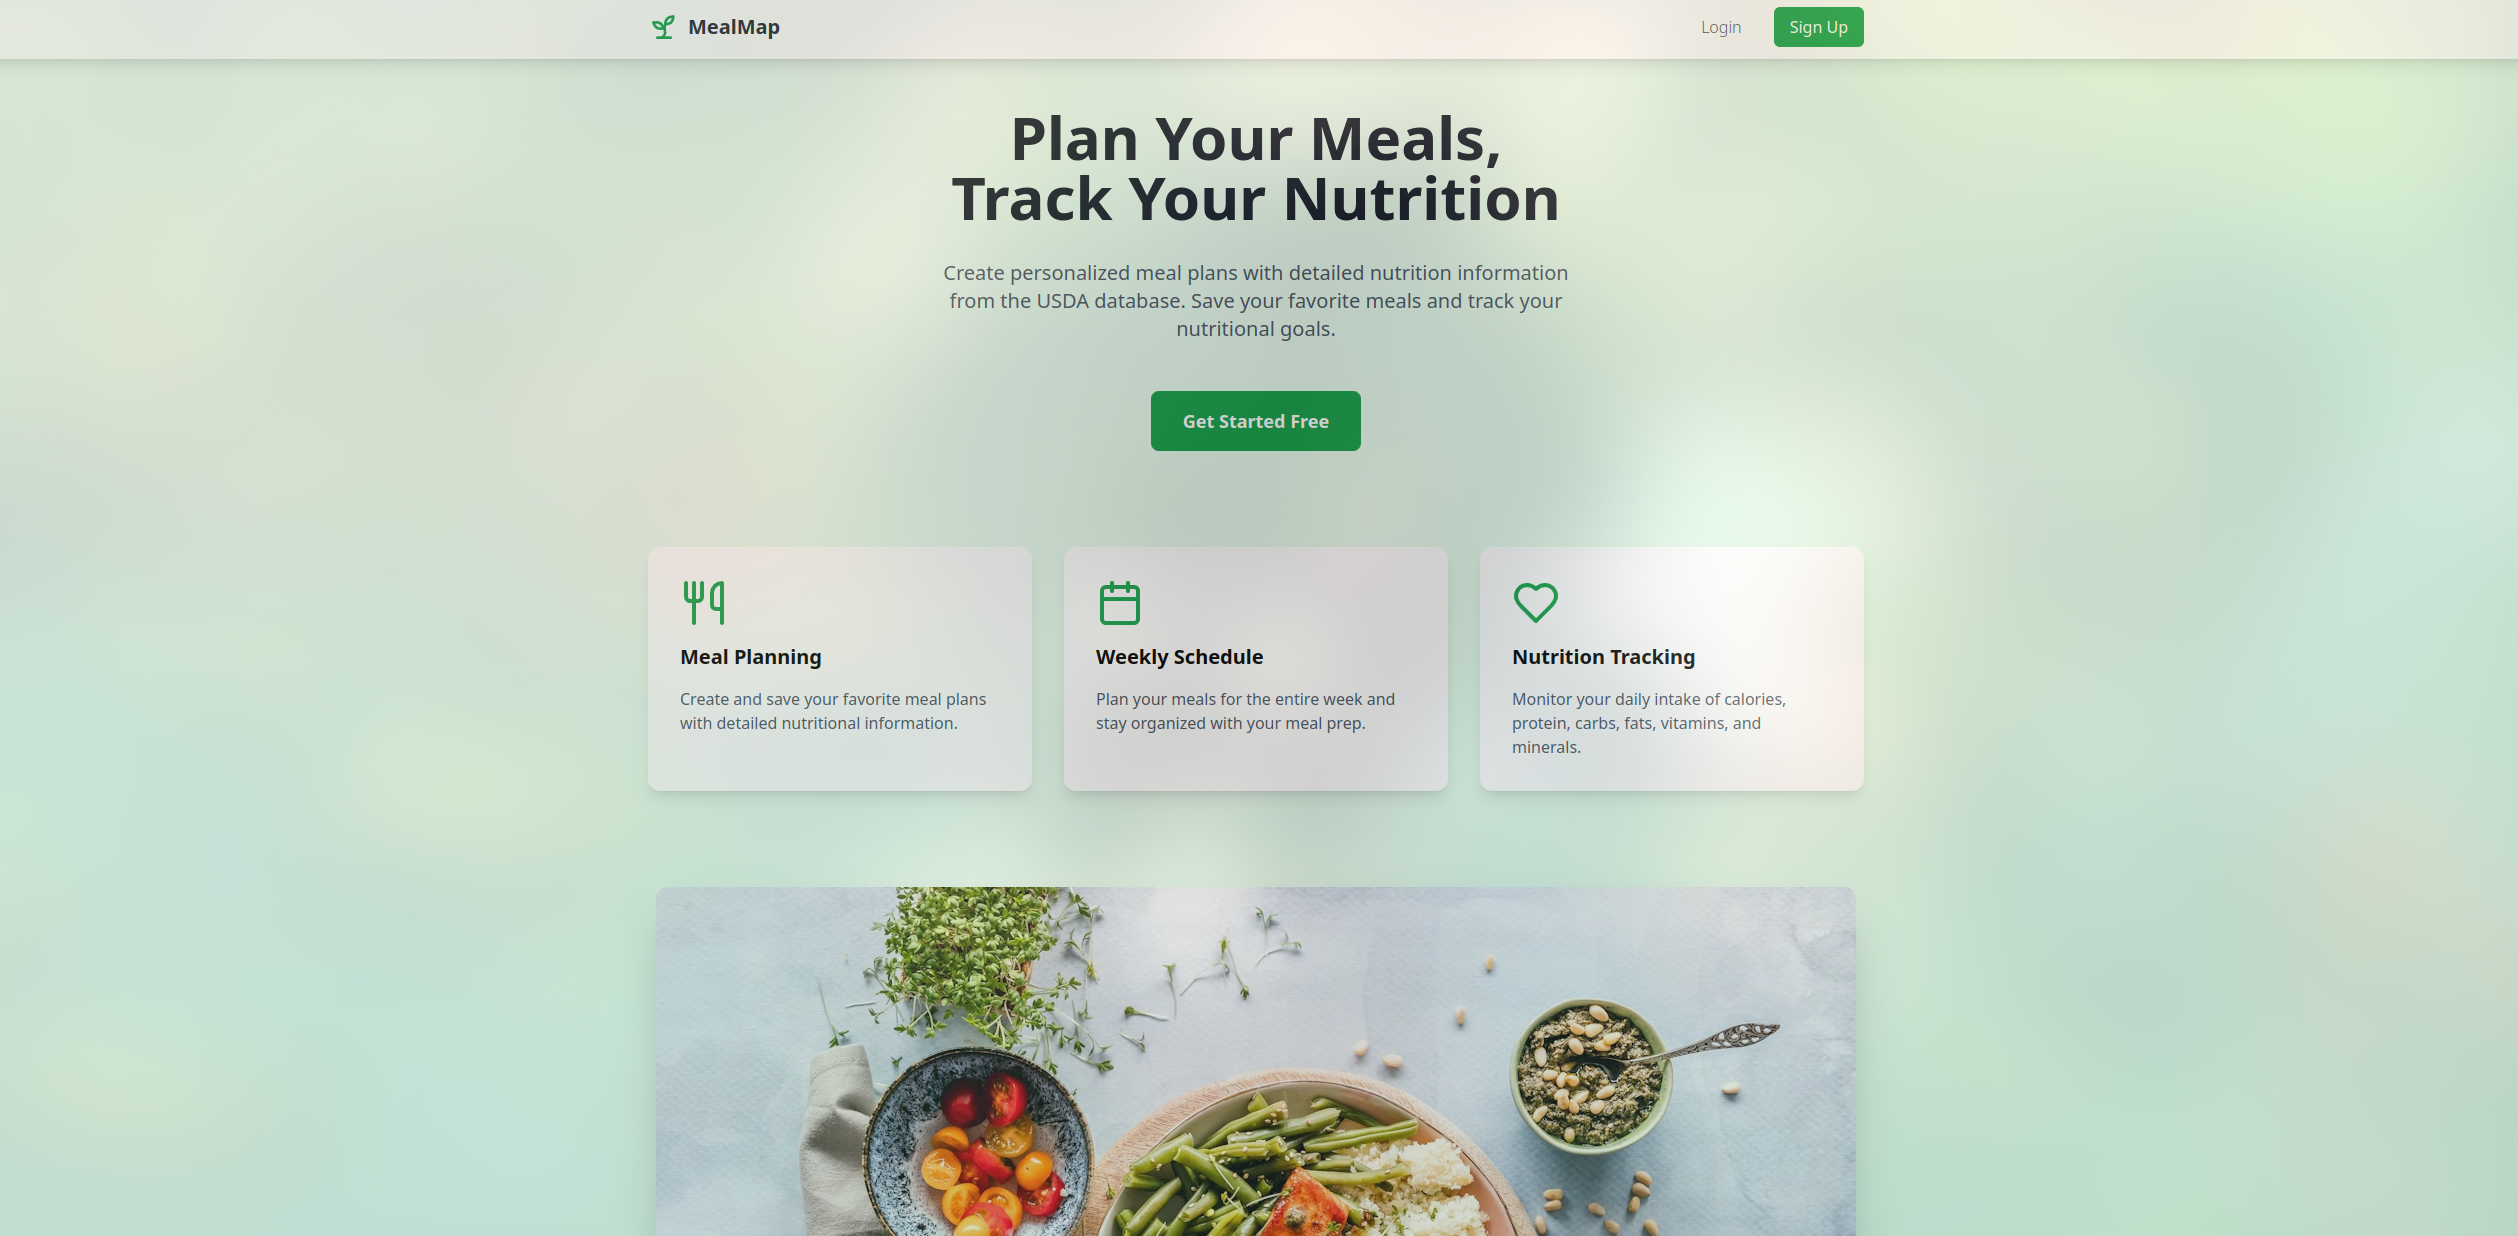 MealMap
Login
Sign Up
Plan Your Meals,
Track Your Nutrition
Create personalized meal plans with detailed nutrition information
from the USDA database. Save your favorite meals and track your
nutritional goals.
Get Started Free
Meal Planning
Create and save your favorite meal plans
with detailed nutritional information.
Weekly Schedule
Plan your meals for the entire week and
stay organized with your meal prep.
Nutrition Tracking
Monitor your daily intake of calories,
protein, carbs, fats, vitamins, and
minerals.